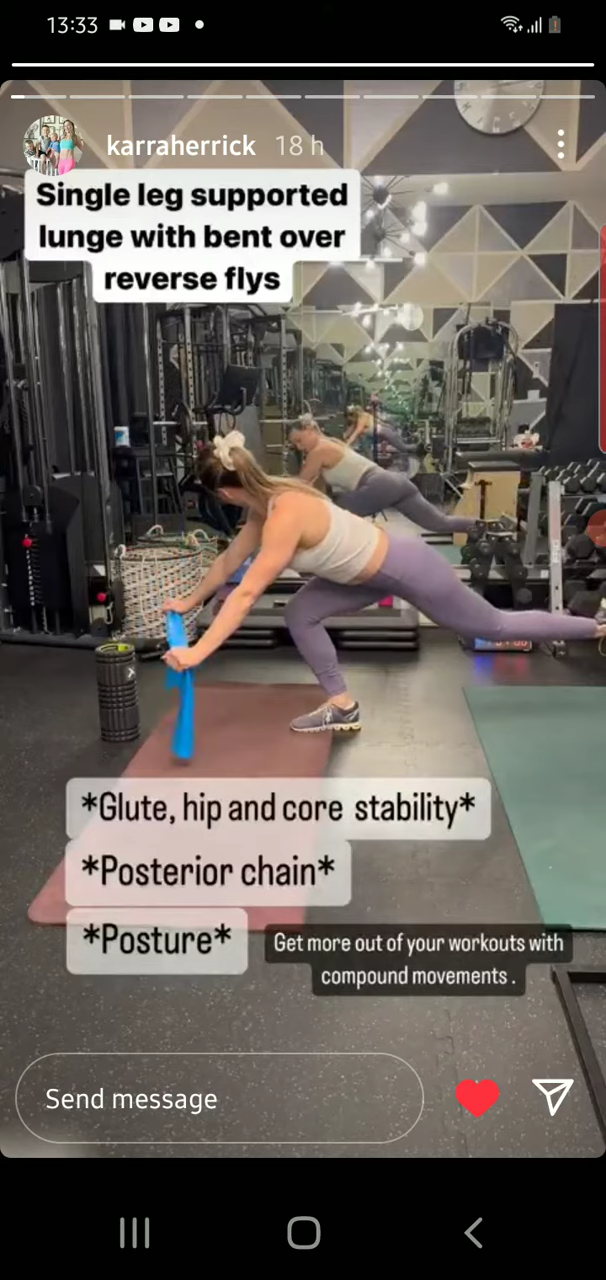 13:33
karraherrick 18 h
Single leg supported
lunge with bent over
reverse flys
*Glute, hip and core stability*
*Posterior chain*
*Posture*
Get more out of your workouts with
compound movements .
Send message